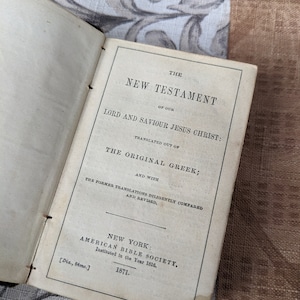 THE
NEW TESTAMENT
OF OUR
LORD AND SAVIOUR JESUS CHRIST:
TRANSLATED OUT OF
THE ORIGINAL GREEK;
AND WITH
THE FORMER TRANSLATIONS DILIGENTLY COMPARED
AND REVISED.
NEW YORK:
AMERICAN BIBLE SOCIETY,
Instituted in the Year 1816.
1871.